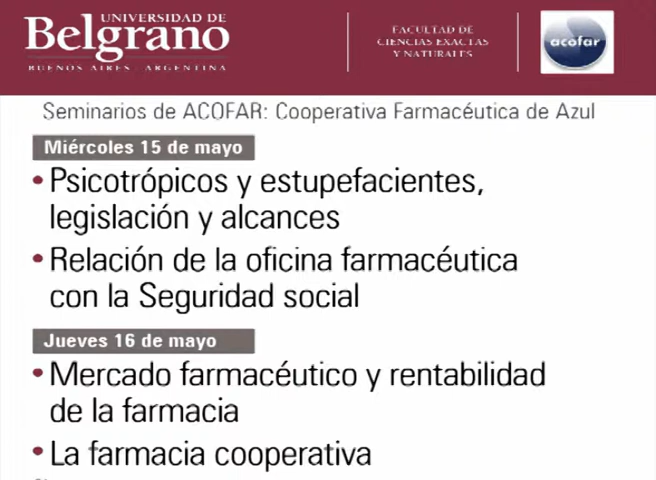 UNIVERSIDAD DE
Belgrano
BUENOS AIRES - ARGENTINA
FACULTAD DE
CIENCIAS EXACTAS
Y NATURALES
acofar
Seminarios de ACOFAR: Cooperativa Farmacéutica de Azul
Miércoles 15 de mayo
• Psicotrópicos y estupefacientes,
legislación y alcances
• Relación de la oficina farmacéutica
con la Seguridad social
Jueves 16 de mayo
• Mercado farmacéutico y rentabilidad
de la farmacia
• La farmacia cooperativa